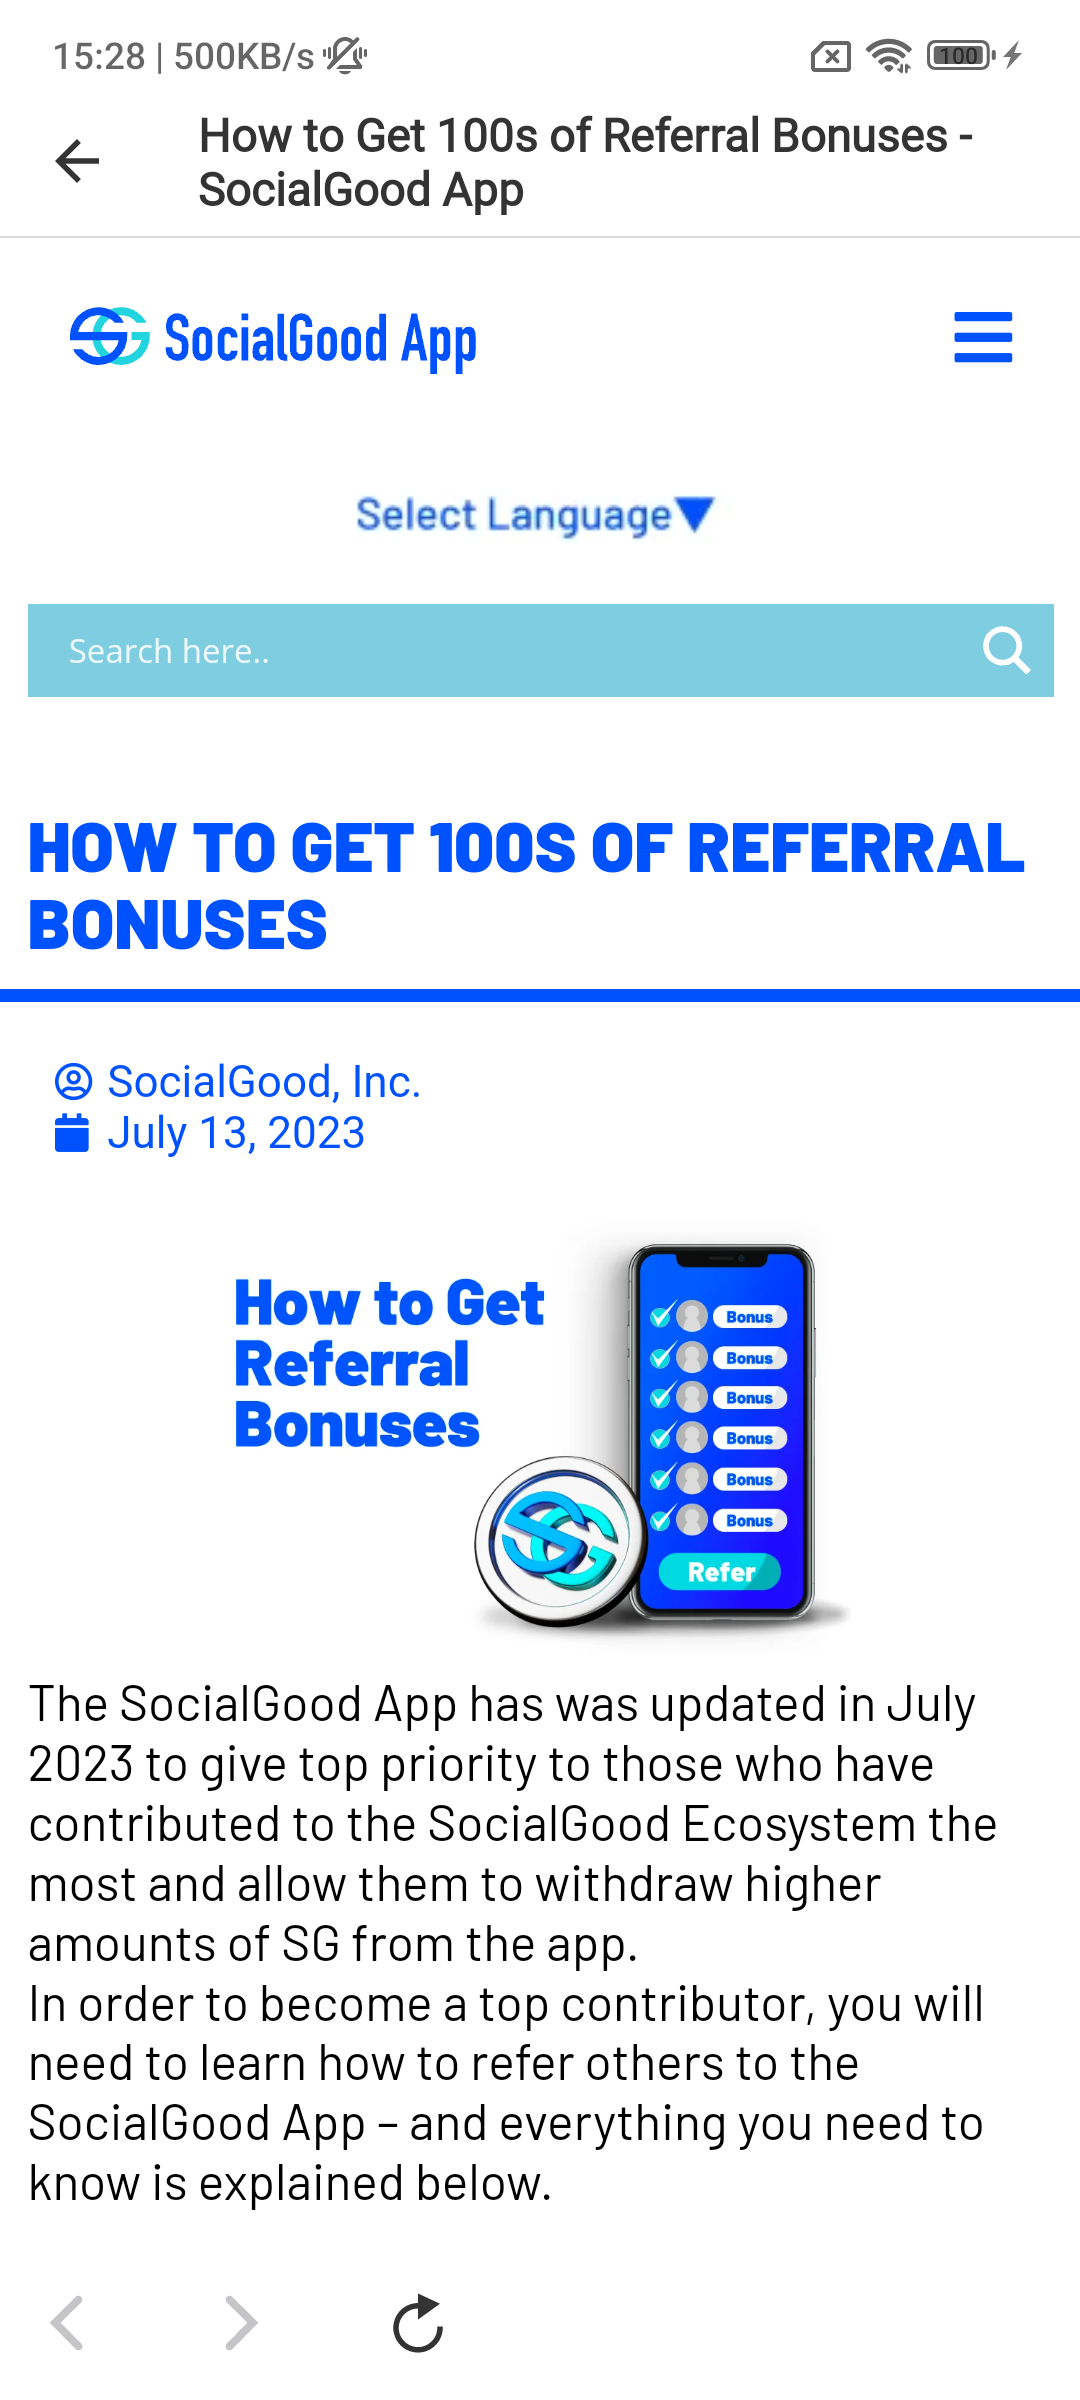 15:28 | 500KB/s
100
How to Get 100s of Referral Bonuses -
SocialGood App
SocialGood App
Select Language▼
Search here..
HOW TO GET 100S OF REFERRAL
BONUSES
SocialGood, Inc.
July 13, 2023
How to Get
Referral
Bonuses
Bonus
Bonus
Bonus
Bonus
Bonus
Bonus
Refer
The SocialGood App has was updated in July
2023 to give top priority to those who have
contributed to the SocialGood Ecosystem the
most and allow them to withdraw higher
amounts of SG from the app.
In order to become a top contributor, you will
need to learn how to refer others to the
SocialGood App – and everything you need to
know is explained below.